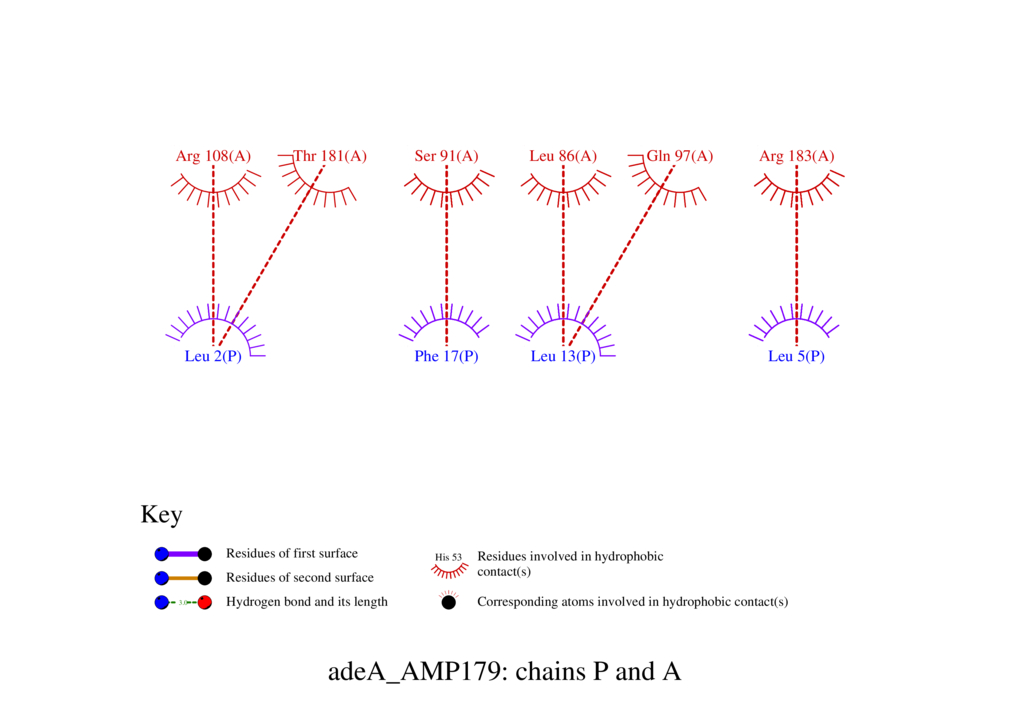 Arg 108(A) Thr 181(A) Ser 91(A) Leu 86(A) Gln 97(A) Arg 183(A)
Leu 2(P) Phe 17(P) Leu 13(P) Leu 5(P)
Key
Residues of first surface
Residues of second surface
3.0
Hydrogen bond and its length
His 53
Residues involved in hydrophobic
contact(s)
Corresponding atoms involved in hydrophobic contact(s)
adeA_AMP179: chains P and A